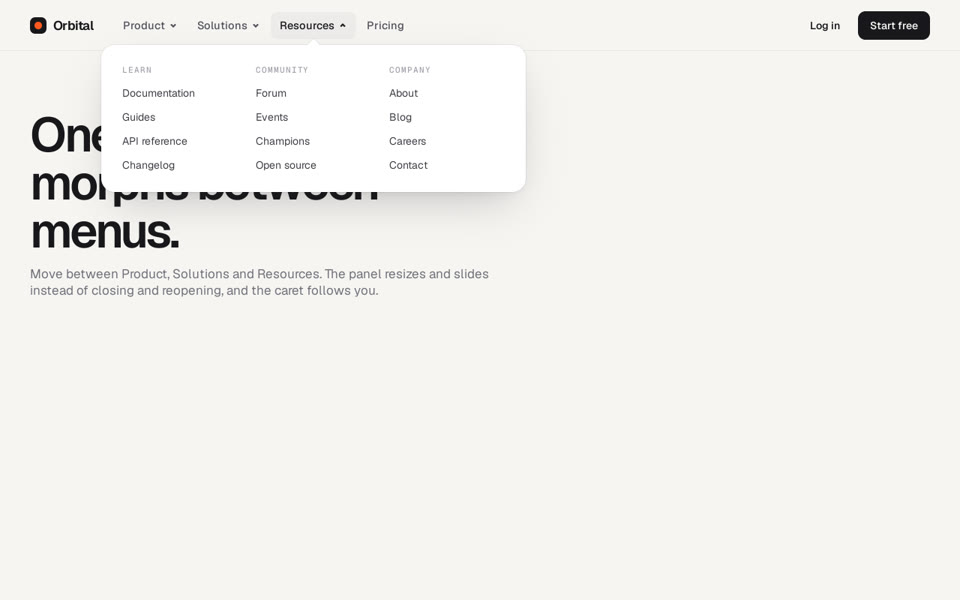 Orbital
Product
Solutions
Resources
Pricing
Log in
Start free
LEARN
Documentation
Guides
API reference
Changelog
COMMUNITY
Forum
Events
Champions
Open source
COMPANY
About
Blog
Careers
Contact
One
morphs between
menus.
Move between Product, Solutions and Resources. The panel resizes and slides
instead of closing and reopening, and the caret follows you.